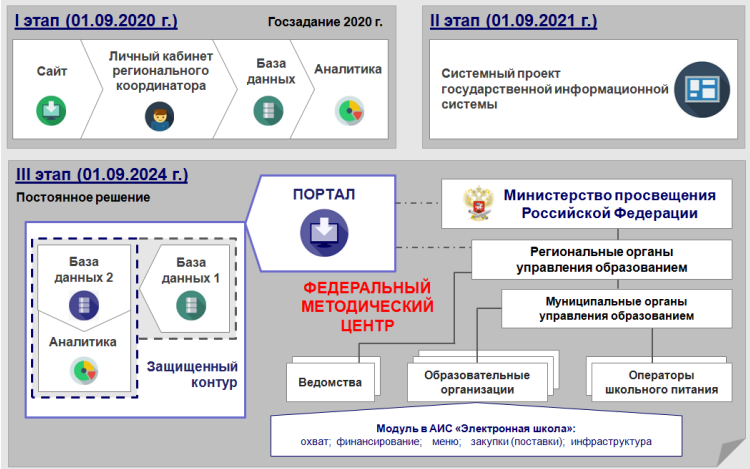 I этап (01.09.2020 г.)
Госзадание 2020 г.
Сайт
Личный кабинет
регионального
координатора
База
данных
Аналитика
II этап (01.09.2021 г.)
Системный проект
государственной информационной
системы
III этап (01.09.2024 г.)
Постоянное решение
ПОРТАЛ
База
данных 2
База
данных 1
Аналитика
Защищенный
контур
ФЕДЕРАЛЬНЫЙ
МЕТОДИЧЕСКИЙ
ЦЕНТР
Министерство просвещения
Российской Федерации
Региональные органы
управления образованием
Муниципальные органы
управления образованием
Ведомства
Образовательные
организации
Операторы
школьного питания
Модуль в АИС «Электронная школа»:
охват; финансирование; меню; закупки (поставки); инфраструктура